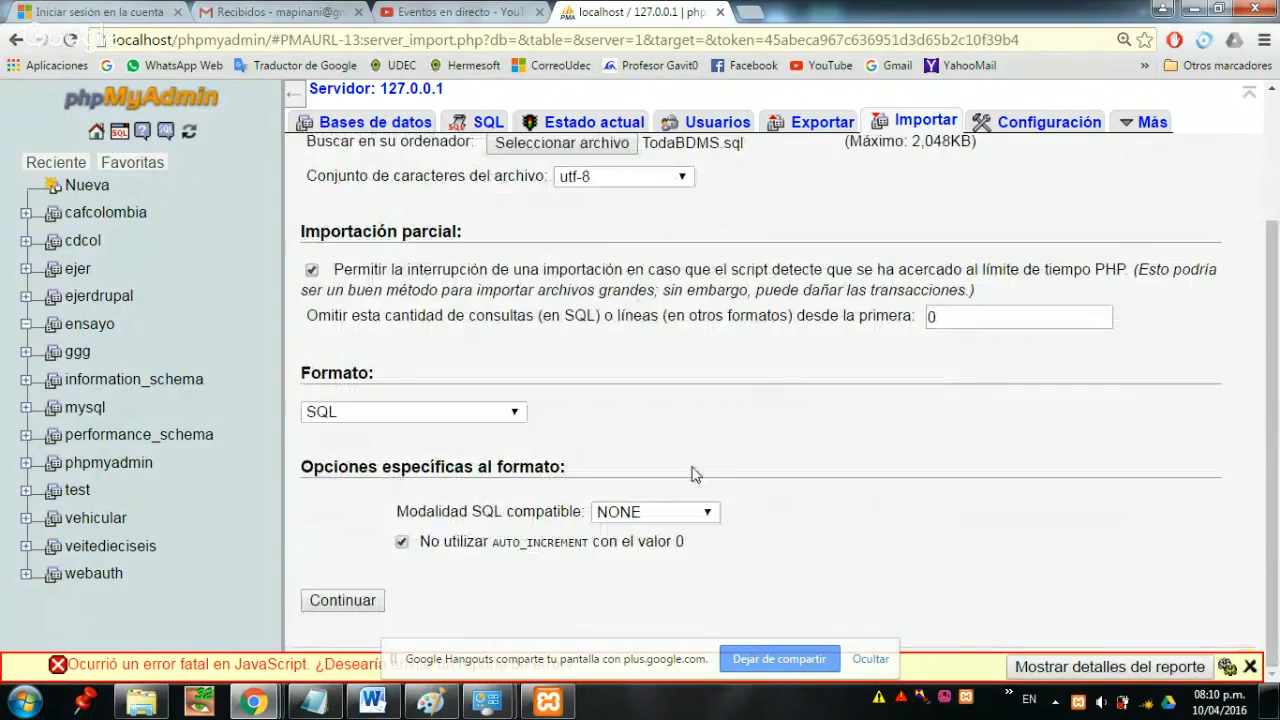 Iniciar sesión en la cuenta
Recibidos - mapinani@gm
Eventos en directo - YouT
localhost / 127.0.0.1 | php
localhost/phpmyadmin/#PMAURL-13:server_import.php?db=&table=&server=1&target=&token=45abeca967c636951d3d65b2c10f39b4
Aplicaciones
WhatsApp Web
Traductor de Google
UDEC
Hermesoft
CorreoUdec
Profesor Gavit0
Facebook
YouTube
Gmail
YahooMail
»
Otros marcadores
phpMyAdmin
Reciente Favoritas
Nueva
cafcolombia
cdcol
ejer
ejerdrupal
ensayo
ggg
information_schema
mysql
performance_schema
phpmyadmin
test
vehicular
veitedieciseis
webauth
Servidor: 127.0.0.1
Bases de datos SQL Estado actual Usuarios Exportar Importar Configuración Más
Buscar en su ordenador: Seleccionar archivo TodaBDMS.sql (Máximo: 2,048KB)
Conjunto de caracteres del archivo: utf-8
Importación parcial:
Permitir la interrupción de una importación en caso que el script detecte que se ha acercado al límite de tiempo PHP. (Esto podría
ser un buen método para importar archivos grandes; sin embargo, puede dañar las transacciones.)
Omitir esta cantidad de consultas (en SQL) o líneas (en otros formatos) desde la primera: 0
Formato:
SQL
Opciones específicas al formato:
Modalidad SQL compatible: NONE
No utilizar AUTO_INCREMENT con el valor 0
Continuar
Ocurrió un error fatal en JavaScript. ¿Desearía
Google Hangouts comparte tu pantalla con plus.google.com. Dejar de compartir Ocultar
Mostrar detalles del reporte
EN
08:10 p.m.
10/04/2016